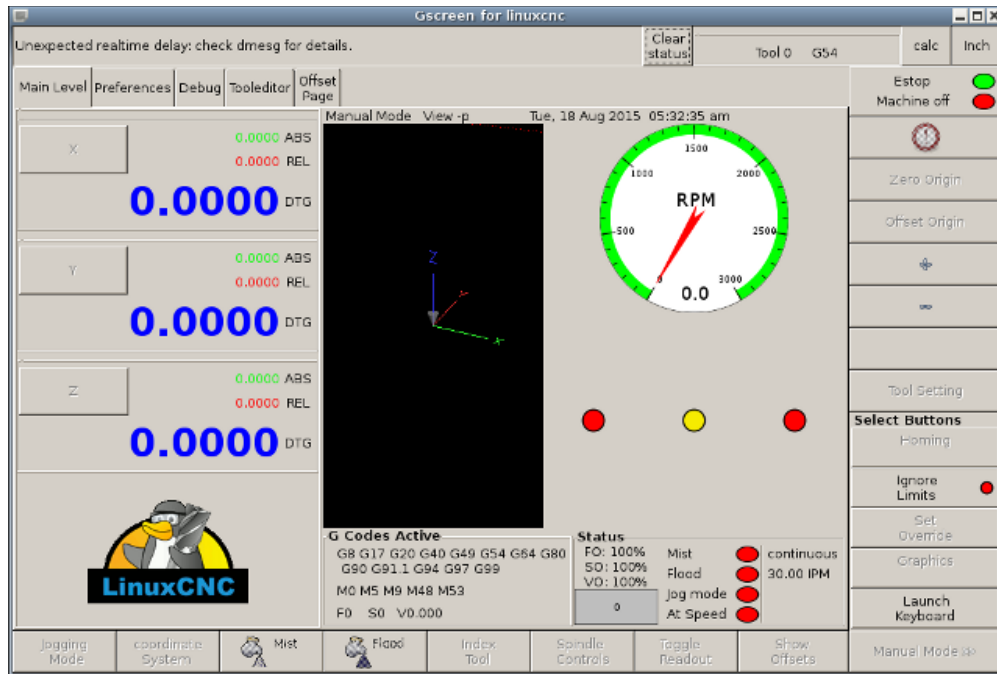 Gscreen for linuxcnc
Unexpected realtime delay: check dmesg for details.
Clear
status
Tool 0 G54
calc
Inch
Main Level
Preferences
Debug
Tooleditor
Offset
Page
Estop
Machine off
Manual Mode View -p Tue, 18 Aug 2015 05:32:35 am
X
0.0000 ABS
0.0000 REL
0.0000 DTG
Y
0.0000 ABS
0.0000 REL
0.0000 DTG
Z
0.0000 ABS
0.0000 REL
0.0000 DTG
LinuxCNC
Z
X
RPM
0
500
1000
1500
2000
2500
3000
0.0
G Codes Active
G8 G17 G20 G40 G49 G54 G64 G80
G90 G91.1 G94 G97 G99
M0 M5 M9 M48 M53
F0 S0 V0.000
Status
FO: 100%
SO: 100%
VO: 100%
0
Mist
Flood
Jog mode
At Speed
continuous
30.00 IPM
Zero Origin
Offset Origin
Tool Setting
Select Buttons
Homing
Ignore
Limits
Set
Override
Graphics
Launch
Keyboard
Manual Mode
Jogging
Mode
coordinate
System
Mist
Flood
Index
Tool
Spindle
Controls
Toggle
Readout
Show
Offsets